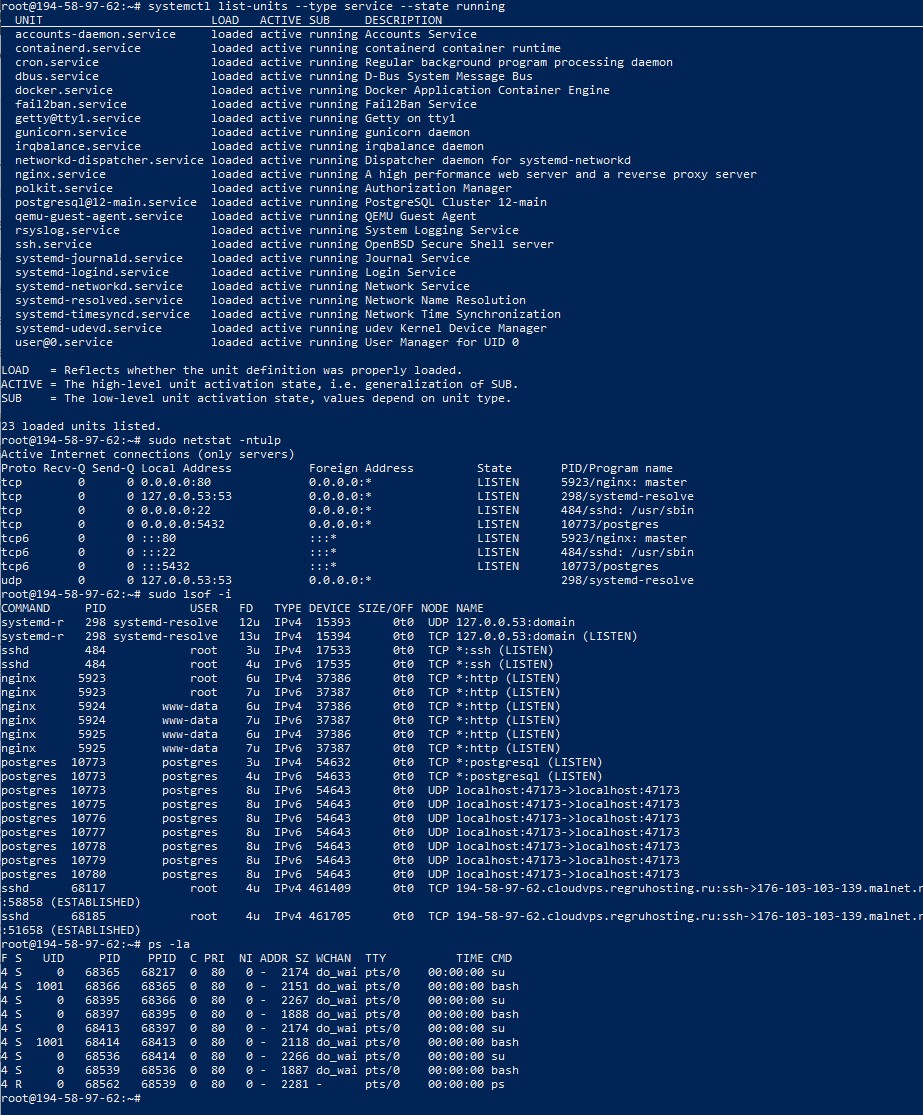 root@194-58-97-62:~# systemctl list-units --type service --state running
  UNIT                        LOAD   ACTIVE SUB     DESCRIPTION
  accounts-daemon.service     loaded active running Accounts Service
  containerd.service          loaded active running containerd container runtime
  cron.service                loaded active running Regular background program processing daemon
  dbus.service                loaded active running D-Bus System Message Bus
  docker.service              loaded active running Docker Application Container Engine
  fail2ban.service            loaded active running Fail2Ban Service
  getty@tty1.service          loaded active running Getty on tty1
  gunicorn.service            loaded active running gunicorn daemon
  irqbalance.service          loaded active running irqbalance daemon
  networkd-dispatcher.service loaded active running Dispatcher daemon for systemd-networkd
  nginx.service               loaded active running A high performance web server and a reverse proxy server
  polkit.service              loaded active running Authorization Manager
  postgresql@12-main.service  loaded active running PostgreSQL Cluster 12-main
  qemu-guest-agent.service    loaded active running QEMU Guest Agent
  rsyslog.service             loaded active running System Logging Service
  ssh.service                 loaded active running OpenBSD Secure Shell server
  systemd-journald.service    loaded active running Journal Service
  systemd-logind.service      loaded active running Login Service
  systemd-networkd.service    loaded active running Network Service
  systemd-resolved.service    loaded active running Network Name Resolution
  systemd-timesyncd.service   loaded active running Network Time Synchronization
  systemd-udevd.service       loaded active running udev Kernel Device Manager
  user@0.service              loaded active running User Manager for UID 0
LOAD   = Reflects whether the unit definition was properly loaded.
ACTIVE = The high-level unit activation state, i.e. generalization of SUB.
SUB    = The low-level unit activation state, values depend on unit type.
23 loaded units listed.
root@194-58-97-62:~# sudo netstat -ntulp
Active Internet connections (only servers)
Proto Recv-Q Send-Q Local Address           Foreign Address         State       PID/Program name
tcp        0      0 0.0.0.0:80              0.0.0.0:*               LISTEN      5923/nginx: master
tcp        0      0 127.0.0.53:53           0.0.0.0:*               LISTEN      298/systemd-resolve
tcp        0      0 0.0.0.0:22              0.0.0.0:*               LISTEN      484/sshd: /usr/sbin
tcp        0      0 0.0.0.0:5432            0.0.0.0:*               LISTEN      10773/postgres
tcp6       0      0 :::80                   :::*                    LISTEN      5923/nginx: master
tcp6       0      0 :::22                   :::*                    LISTEN      484/sshd: /usr/sbin
tcp6       0      0 :::5432                 :::*                    LISTEN      10773/postgres
udp        0      0 127.0.0.53:53           0.0.0.0:*                           298/systemd-resolve
root@194-58-97-62:~# sudo lsof -i
COMMAND     PID            USER   FD   TYPE DEVICE SIZE/OFF NODE NAME
systemd-r   298 systemd-resolve   12u  IPv4  15393      0t0  UDP 127.0.0.53:domain
systemd-r   298 systemd-resolve   13u  IPv4  15394      0t0  TCP 127.0.0.53:domain (LISTEN)
sshd        484            root    3u  IPv4  17533      0t0  TCP *:ssh (LISTEN)
sshd        484            root    4u  IPv6  17535      0t0  TCP *:ssh (LISTEN)
nginx      5923            root    6u  IPv4  37386      0t0  TCP *:http (LISTEN)
nginx      5923            root    7u  IPv6  37387      0t0  TCP *:http (LISTEN)
nginx      5924        www-data    6u  IPv4  37386      0t0  TCP *:http (LISTEN)
nginx      5924        www-data    7u  IPv6  37387      0t0  TCP *:http (LISTEN)
nginx      5925        www-data    6u  IPv4  37386      0t0  TCP *:http (LISTEN)
nginx      5925        www-data    7u  IPv6  37387      0t0  TCP *:http (LISTEN)
postgres  10773        postgres    3u  IPv4  54632      0t0  TCP *:postgresql (LISTEN)
postgres  10773        postgres    4u  IPv6  54633      0t0  TCP *:postgresql (LISTEN)
postgres  10773        postgres    8u  IPv6  54643      0t0  UDP localhost:47173->localhost:47173
postgres  10775        postgres    8u  IPv6  54643      0t0  UDP localhost:47173->localhost:47173
postgres  10776        postgres    8u  IPv6  54643      0t0  UDP localhost:47173->localhost:47173
postgres  10777        postgres    8u  IPv6  54643      0t0  UDP localhost:47173->localhost:47173
postgres  10778        postgres    8u  IPv6  54643      0t0  UDP localhost:47173->localhost:47173
postgres  10779        postgres    8u  IPv6  54643      0t0  UDP localhost:47173->localhost:47173
postgres  10780        postgres    8u  IPv6  54643      0t0  UDP localhost:47173->localhost:47173
sshd      68117            root    4u  IPv4 461409      0t0  TCP 194-58-97-62.cloudvps.regruhosting.ru:ssh->176-103-103-139.malnet.r
:58858 (ESTABLISHED)
sshd      68185            root    4u  IPv4 461705      0t0  TCP 194-58-97-62.cloudvps.regruhosting.ru:ssh->176-103-103-139.malnet.r
:51658 (ESTABLISHED)
root@194-58-97-62:~# ps -la
F S   UID     PID    PPID  C PRI  NI ADDR SZ WCHAN  TTY          TIME CMD
4 S     0   68365   68217  0  80   0 -  2174 do_wai pts/0    00:00:00 su
4 S  1001   68366   68365  0  80   0 -  2151 do_wai pts/0    00:00:00 bash
4 S     0   68395   68366  0  80   0 -  2267 do_wai pts/0    00:00:00 su
4 S     0   68397   68395  0  80   0 -  1888 do_wai pts/0    00:00:00 bash
4 S     0   68413   68397  0  80   0 -  2174 do_wai pts/0    00:00:00 su
4 S  1001   68414   68413  0  80   0 -  2118 do_wai pts/0    00:00:00 bash
4 S     0   68536   68414  0  80   0 -  2266 do_wai pts/0    00:00:00 su
4 S     0   68539   68536  0  80   0 -  1887 do_wai pts/0    00:00:00 bash
4 R     0   68562   68539  0  80   0 -  2281 -      pts/0    00:00:00 ps
root@194-58-97-62:~#